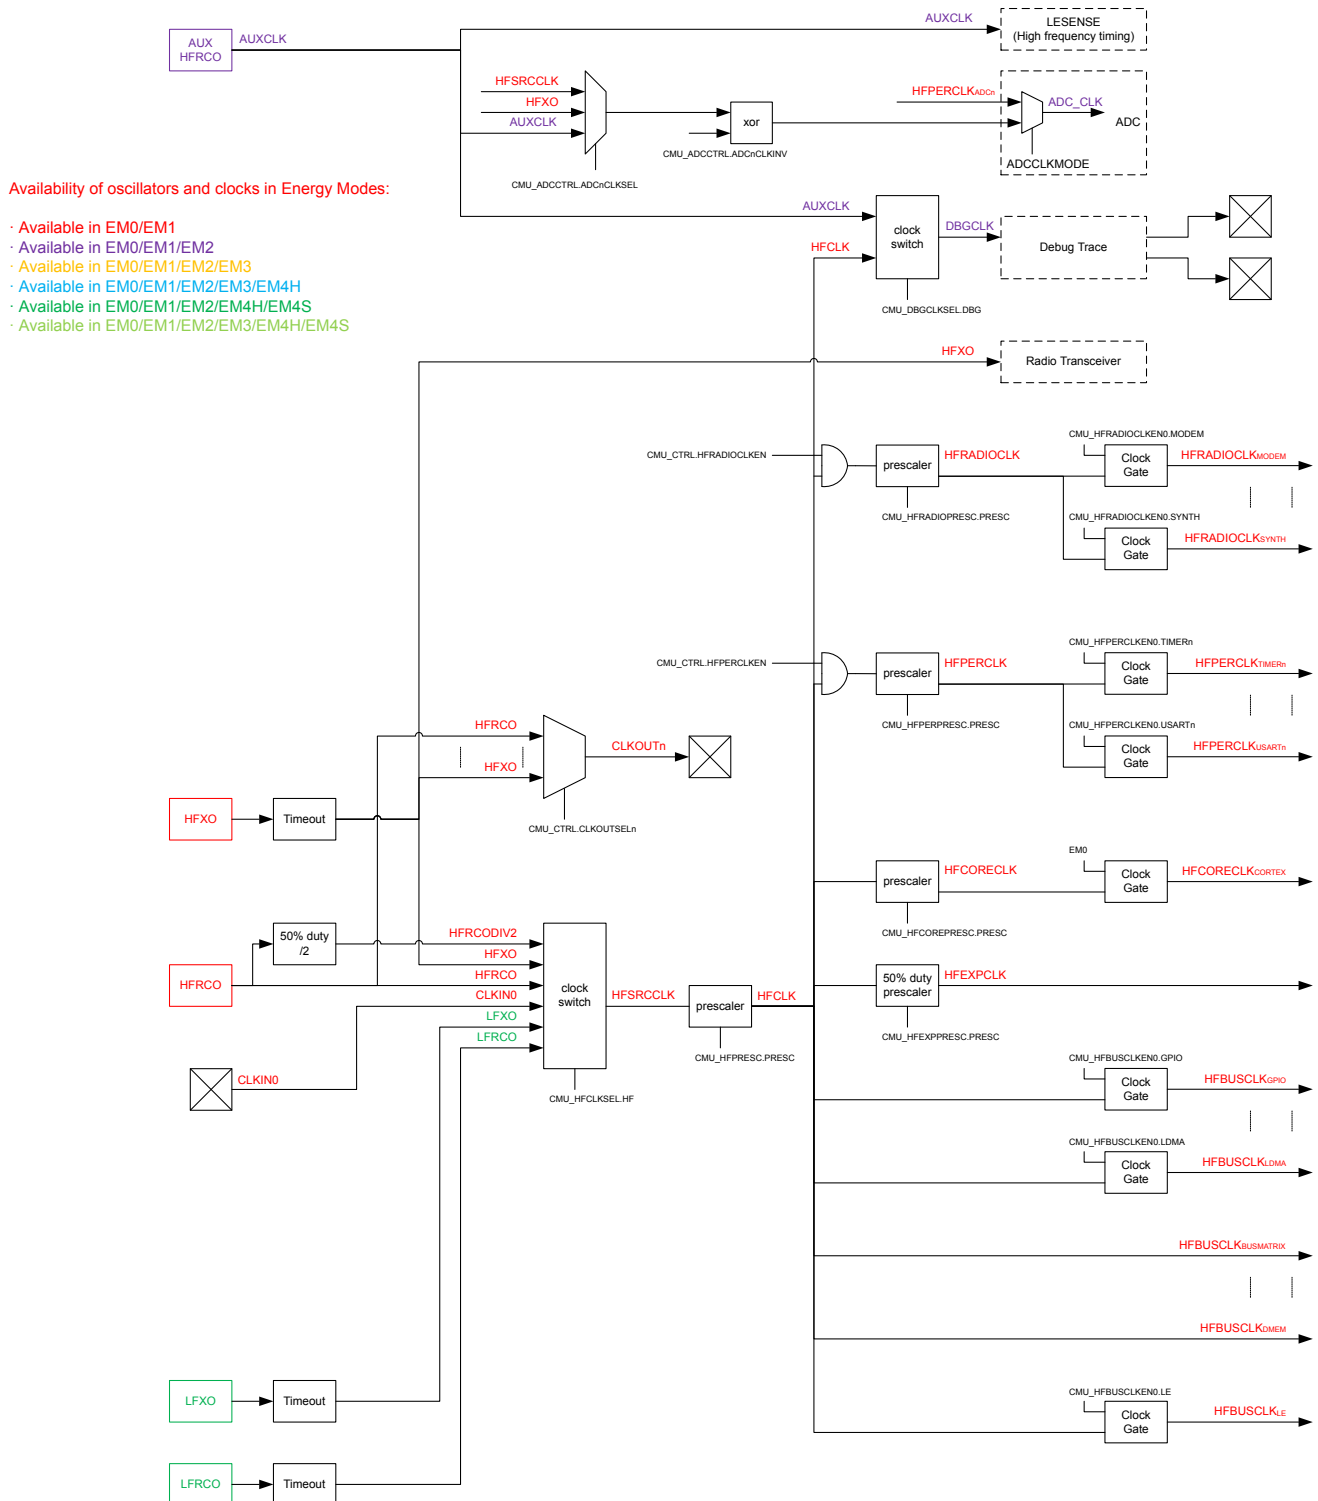 AUX
HFRCO
AUXCLK
AUXCLK
LESENSE
(High frequency timing)
HFSRCCLK
HFXO
AUXCLK
CMU_ADCCTRL.ADCnCLKSEL
xor
CMU_ADCCTRL.ADCnCLKINV
HFPERCLKADCn
ADC_CLK
ADC
ADCCLKMODE
Availability of oscillators and clocks in Energy Modes:
· Available in EM0/EM1
· Available in EM0/EM1/EM2
· Available in EM0/EM1/EM2/EM3
· Available in EM0/EM1/EM2/EM3/EM4H
· Available in EM0/EM1/EM2/EM4H/EM4S
· Available in EM0/EM1/EM2/EM3/EM4H/EM4S
AUXCLK
HFCLK
clock
switch
CMU_DBGCLKSEL.DBG
DBGCLK
Debug Trace
HFXO
Radio Transceiver
CMU_CTRL.HFRADIOCLKEN
prescaler
CMU_HFRADIOPRESC.PRESC
HFRADIOCLK
CMU_HFRADIOCLKEN0.MODEM
Clock
Gate
HFRADIOCLKMODEM
CMU_HFRADIOCLKEN0.SYNTH
Clock
Gate
HFRADIOCLKSYNTH
CMU_CTRL.HFPERCLKEN
prescaler
CMU_HFPERPRESC.PRESC
HFPERCLK
CMU_HFPERCLKEN0.TIMERn
Clock
Gate
HFPERCLKTIMERn
CMU_HFPERCLKEN0.USARTn
Clock
Gate
HFPERCLKUSARTn
HFRCO
HFXO
CLKOUTn
CMU_CTRL.CLKOUTSELn
HFXO
Timeout
prescaler
CMU_HFCOREPRESC.PRESC
HFCORECLK
EM0
Clock
Gate
HFCORECLKCORTEX
HFRCO
50% duty
/2
HFRCODIV2
HFXO
HFRCO
CLKIN0
LFXO
LFRCO
clock
switch
CMU_HFCLKSEL.HF
HFSRCCLK
prescaler
CMU_HFPRESC.PRESC
HFCLK
50% duty
prescaler
CMU_HFEXPPRESC.PRESC
HFEXPCLK
CLKIN0
CMU_HFBUSCLKEN0.GPIO
Clock
Gate
HFBUSCLKGPIO
CMU_HFBUSCLKEN0.LDMA
Clock
Gate
HFBUSCLKLDMA
HFBUSCLKBUSMATRIX
HFBUSCLKDMEM
LFXO
Timeout
CMU_HFBUSCLKEN0.LE
Clock
Gate
HFBUSCLKLE
LFRCO
Timeout